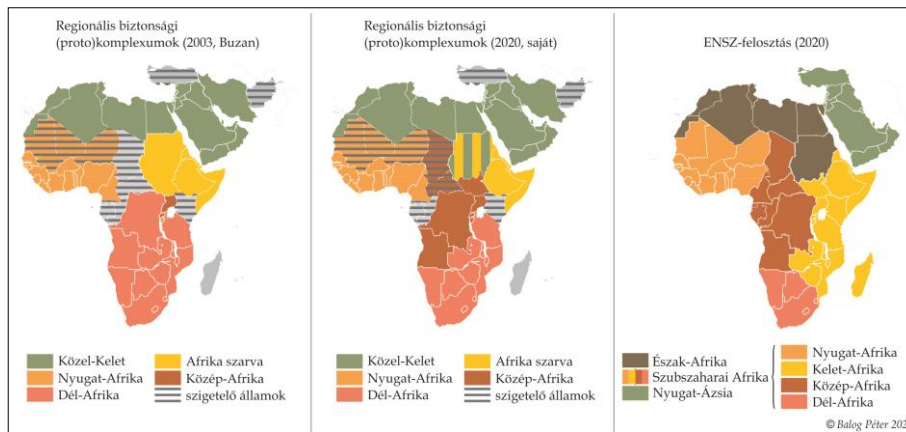 Regionális biztonsági
(proto)komplexumok (2003, Buzan)
Közel-Kelet
Nyugat-Afrika
Dél-Afrika
Afrika szarva
Közép-Afrika
szigetelő államok
Regionális biztonsági
(proto)komplexumok (2020, saját)
Közel-Kelet
Nyugat-Afrika
Dél-Afrika
Afrika szarva
Közép-Afrika
szigetelő államok
ENSZ-felosztás (2020)
Észak-Afrika
Szubszaharai Afrika
Nyugat-Ázsia
Nyugat-Afrika
Kelet-Afrika
Közép-Afrika
Dél-Afrika
© Balog Péter 202